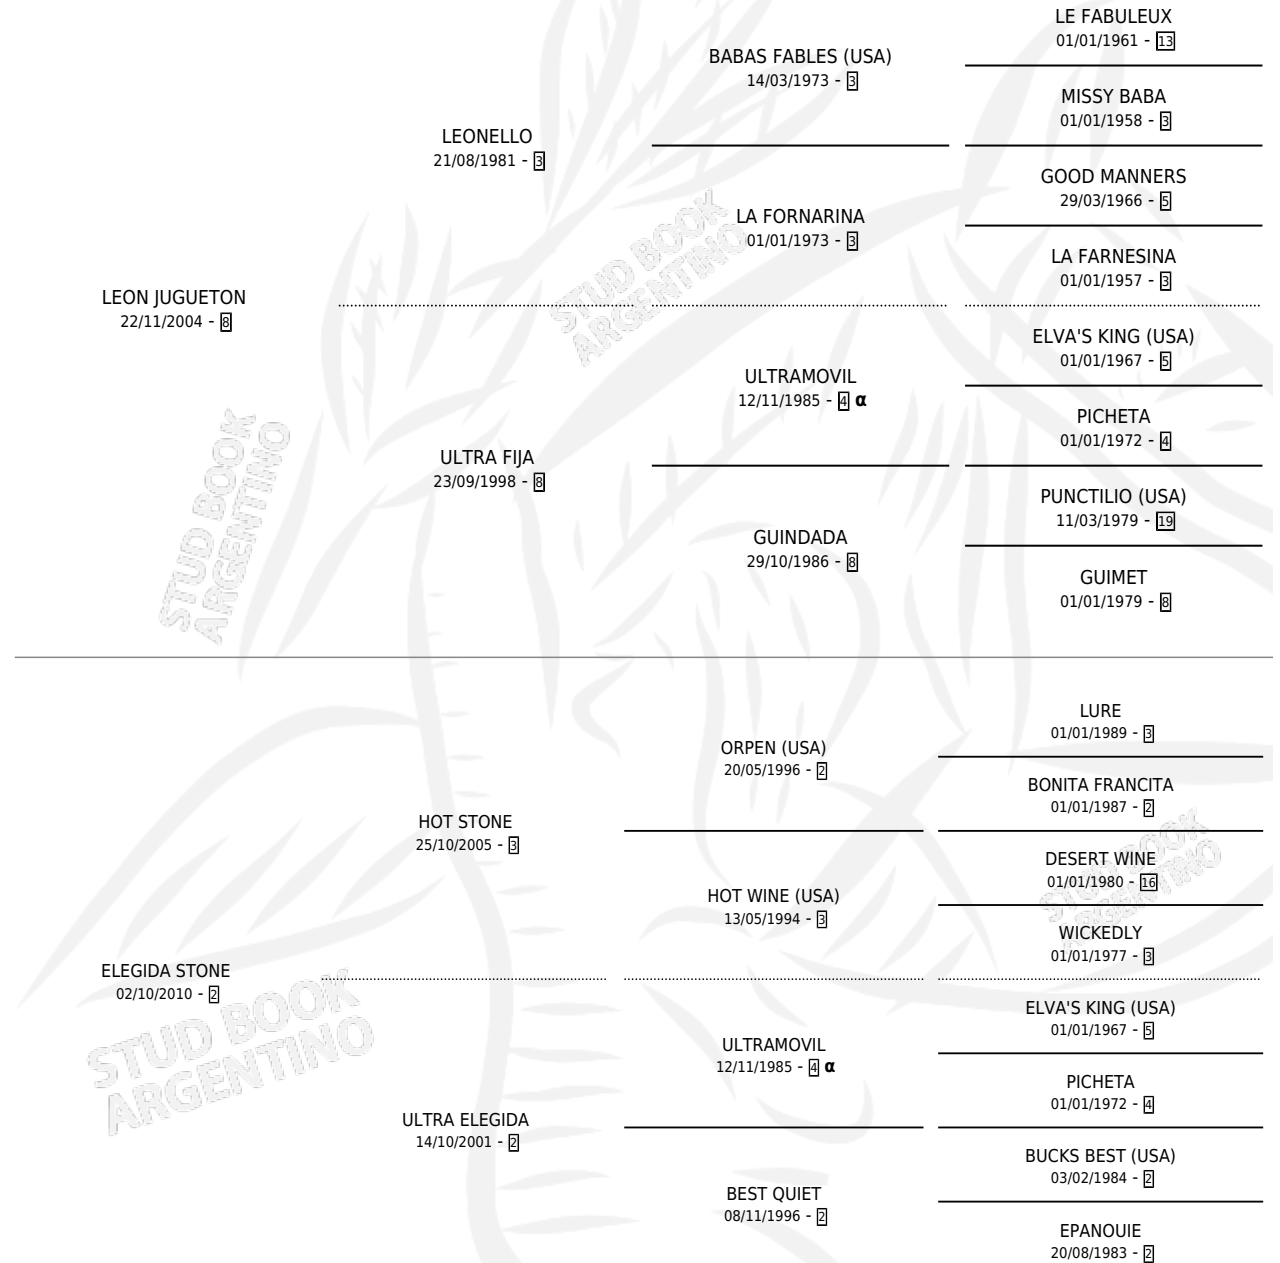 LE FABULEUX
01/01/1961 - 13
BABAS FABLES (USA)
14/03/1973 - 3
MISSY BABA
01/01/1958 - 3
LEONELLO
21/08/1981 - 3
GOOD MANNERS
29/03/1966 - 5
LA FORNARINA
01/01/1973 - 3
LA FARNESINA
01/01/1957 - 3
LEON JUGUETON
22/11/2004 - 8
ELVA'S KING (USA)
01/01/1967 - 5
ULTRAMOVIL
12/11/1985 - 4 α
PICHETA
01/01/1972 - 4
ULTRA FIJA
23/09/1998 - 8
PUNCTILIO (USA)
11/03/1979 - 19
GUINDADA
29/10/1986 - 8
GUIMET
01/01/1979 - 8
STUD BOOK
ARGENTINO
STUD BOOK
ARGENTINO
LURE
01/01/1989 - 3
ORPEN (USA)
20/05/1996 - 2
BONITA FRANCITA
01/01/1987 - 2
HOT STONE
25/10/2005 - 3
DESERT WINE
01/01/1980 - 16
HOT WINE (USA)
13/05/1994 - 3
WICKEDLY
01/01/1977 - 3
ELEGIDA STONE
02/10/2010 - 2
ELVA'S KING (USA)
01/01/1967 - 5
ULTRAMOVIL
12/11/1985 - 4 α
PICHETA
01/01/1972 - 4
ULTRA ELEGIDA
14/10/2001 - 2
BUCKS BEST (USA)
03/02/1984 - 2
BEST QUIET
08/11/1996 - 2
EPANOUIE
20/08/1983 - 2
STUD BOOK
ARGENTINO
STUD BOOK
ARGENTINO